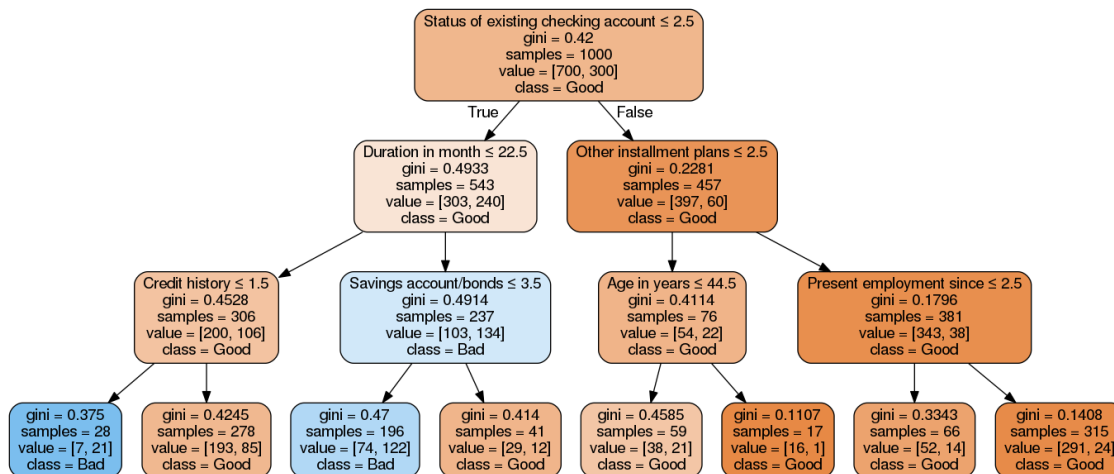 Status of existing checking account ≤ 2.5
gini = 0.42
samples = 1000
value = [700, 300]
class = Good
True
False
Duration in month ≤ 22.5
gini = 0.4933
samples = 543
value = [303, 240]
class = Good
Other installment plans ≤ 2.5
gini = 0.2281
samples = 457
value = [397, 60]
class = Good
Credit history ≤ 1.5
gini = 0.4528
samples = 306
value = [200, 106]
class = Good
Savings account/bonds ≤ 3.5
gini = 0.4914
samples = 237
value = [103, 134]
class = Bad
Age in years ≤ 44.5
gini = 0.4114
samples = 76
value = [54, 22]
class = Good
Present employment since ≤ 2.5
gini = 0.1796
samples = 381
value = [343, 38]
class = Good
gini = 0.375
samples = 28
value = [7, 21]
class = Bad
gini = 0.4245
samples = 278
value = [193, 85]
class = Good
gini = 0.47
samples = 196
value = [74, 122]
class = Bad
gini = 0.414
samples = 41
value = [29, 12]
class = Good
gini = 0.4585
samples = 59
value = [38, 21]
class = Good
gini = 0.1107
samples = 17
value = [16, 1]
class = Good
gini = 0.3343
samples = 66
value = [52, 14]
class = Good
gini = 0.1408
samples = 315
value = [291, 24]
class = Good